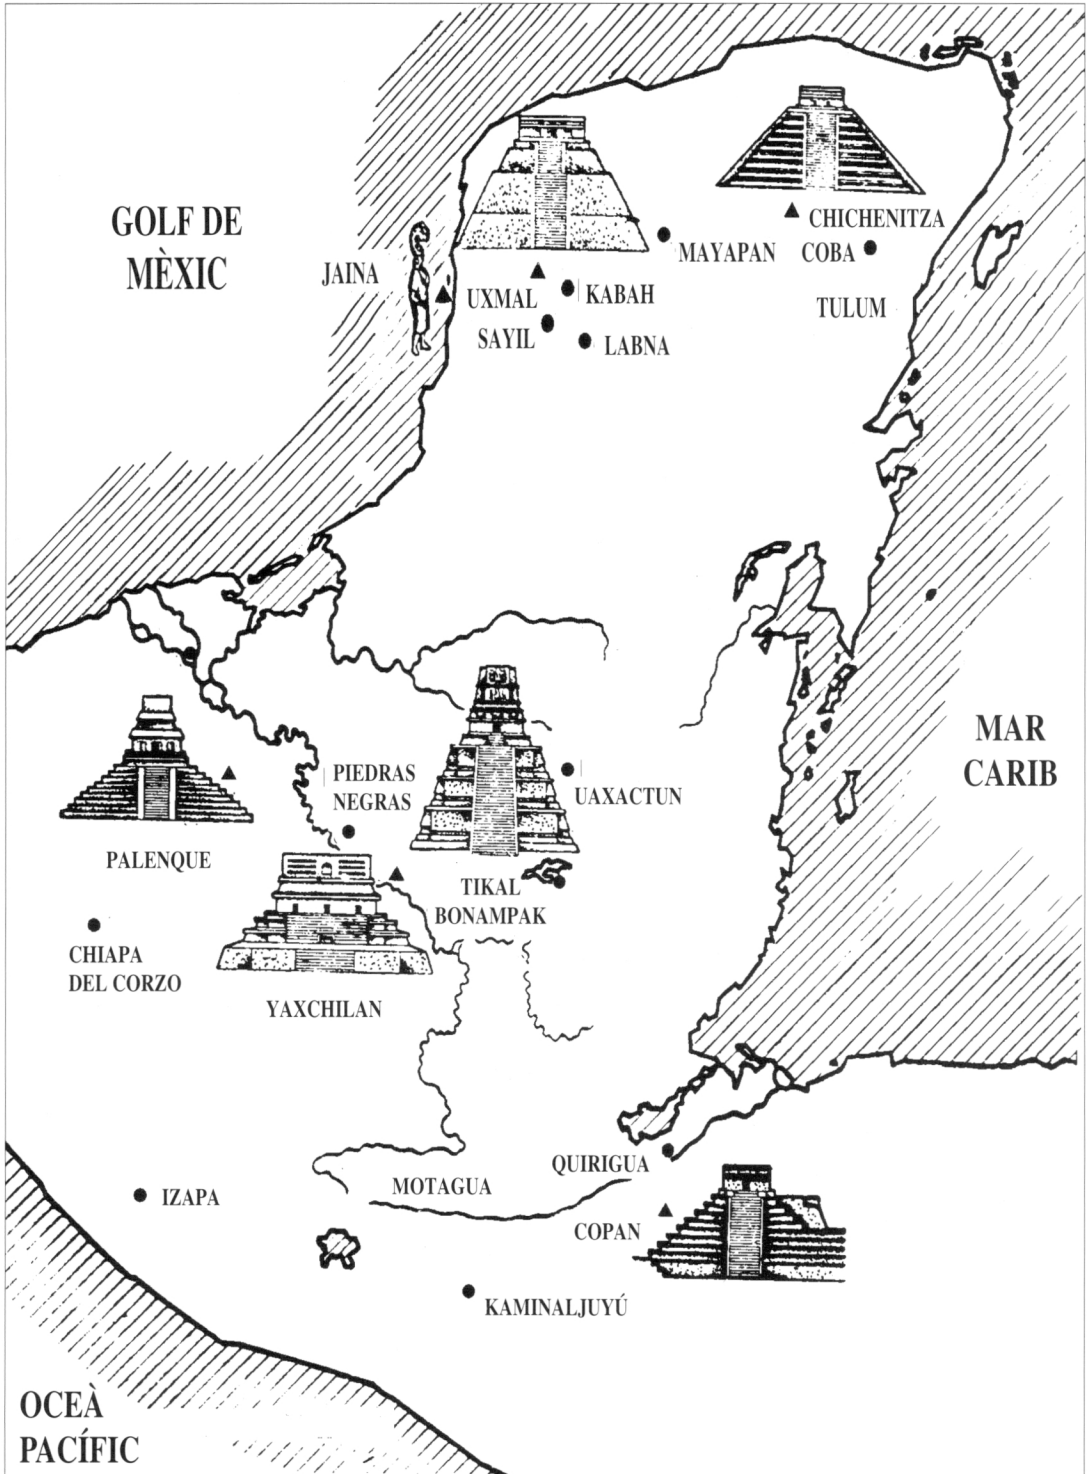 GOLF DE
MÈXIC
JAINA
CHICHENITZA
MAYAPAN
COBA
UXMAL
KABAH
TULUM
SAYIL
LABNA
MAR
CARIB
PIEDRAS
NEGRAS
UAXACTUN
PALENQUE
TIKAL
BONAMPAK
CHIAPA
DEL CORZO
YAXCHILAN
QUIRIGUA
MOTAGUA
IZAPA
COPAN
KAMINALJUYÚ
OCEÀ
PACÍFIC